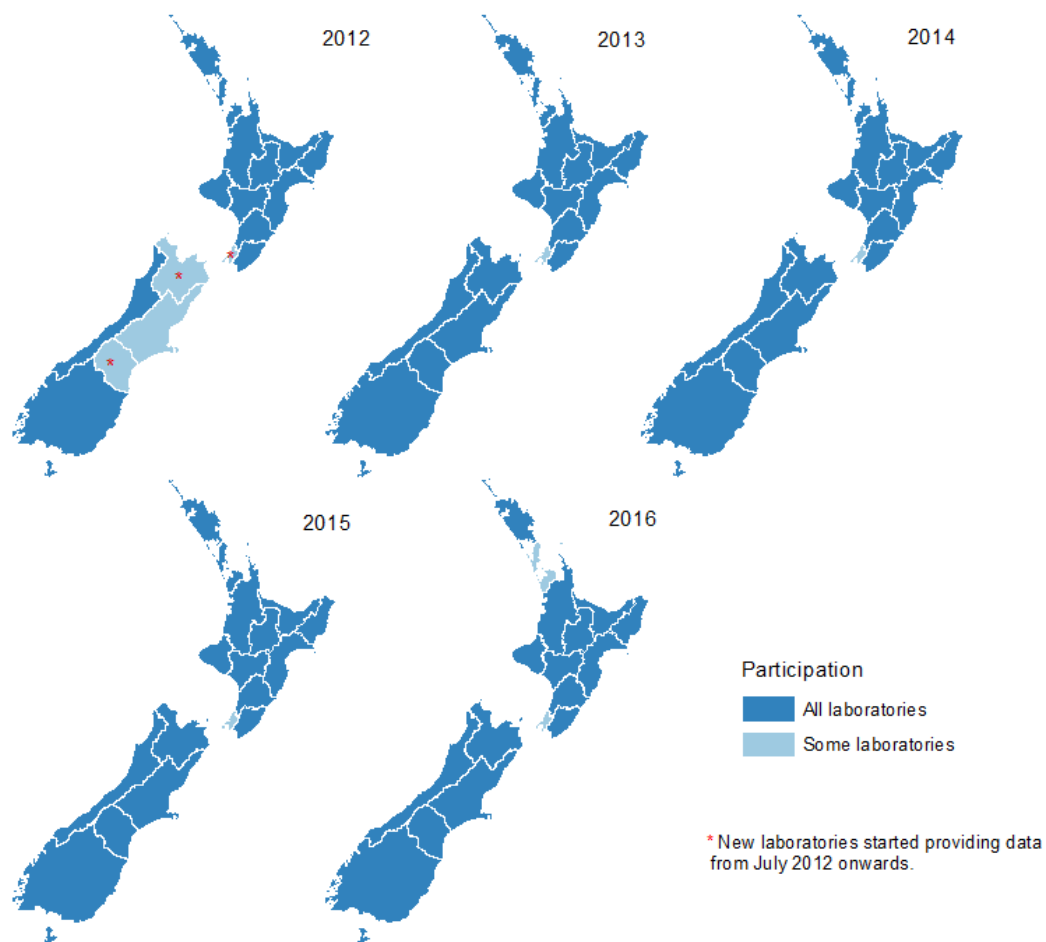 2012
2013
2014
2015
2016
Participation
All laboratories
Some laboratories
* New laboratories started providing data
from July 2012 onwards.
*
*
*